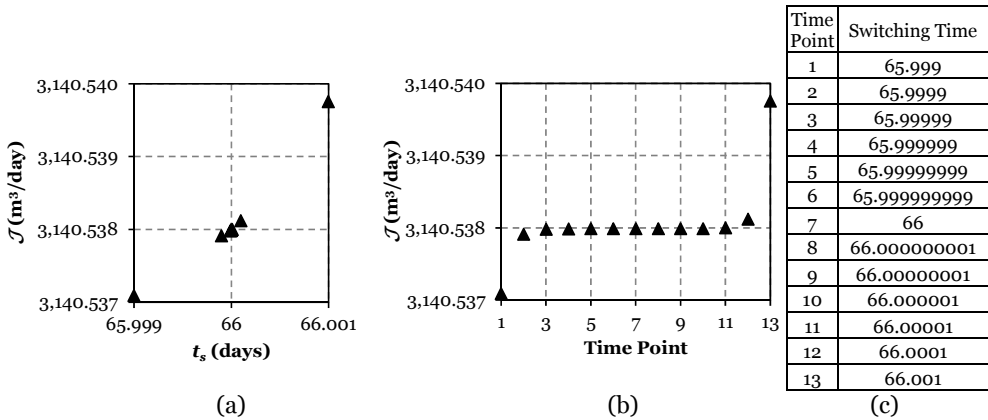 3,140.540
3,140.539
3,140.538
3,140.537
𝒥 (m³/day)
65.999 66 66.001
tₛ (days)
(a)
3,140.540
3,140.539
3,140.538
3,140.537
𝒥 (m³/day)
1 3 5 7 9 11 13
Time Point
(b)
Time Point Switching Time
1 65.999
2 65.9999
3 65.99999
4 65.999999
5 65.99999999
6 65.999999999
7 66
8 66.000000001
9 66.00000001
10 66.000001
11 66.00001
12 66.0001
13 66.001
(c)